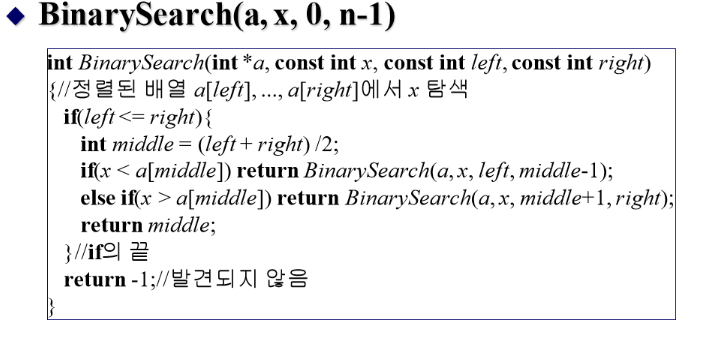 ◆ BinarySearch(a, x, 0, n-1)
int BinarySearch(int *a, const int x, const int left, const int right)
{//정렬된 배열 a[left], ..., a[right]에서 x 탐색
if(left <= right){
int middle = (left + right) /2;
if(x < a[middle]) return BinarySearch(a, x, left, middle-1);
else if(x > a[middle]) return BinarySearch(a, x, middle+1, right);
return middle;
}//if의 끝
return -1;//발견되지 않음
}